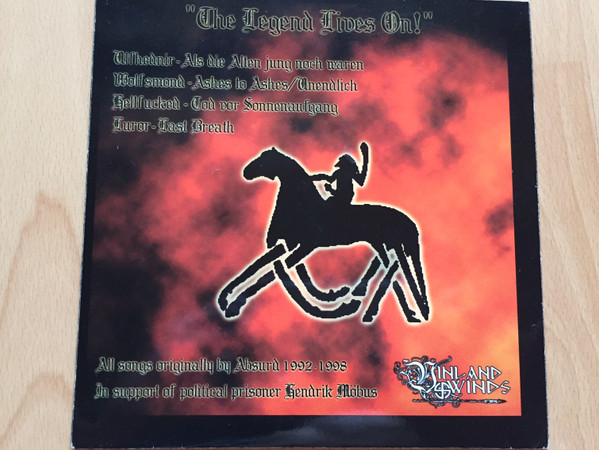 "The Legend Lives On!"
Ulfhednir - Als die Alten jung noch waren
Wolfsmond - Ashes to Ashes/Unendlich
Hellfucked - Tod vor Sonnenaufgang
Furor - Last Breath
All songs originally by Absurd 1992-1998
In support of political prisoner Hendrik Möbus
VINLAND
WINDS